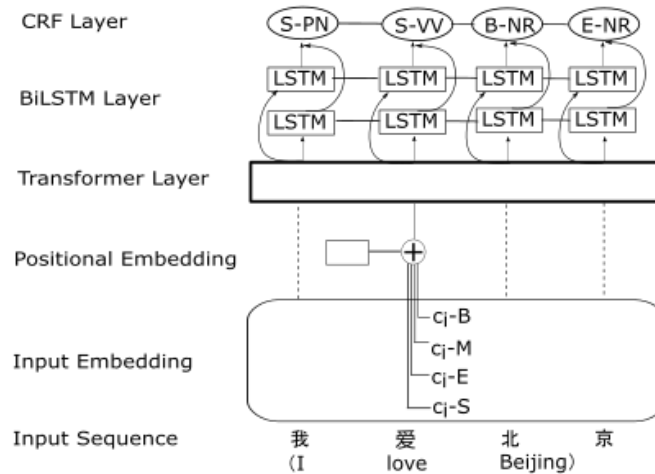 CRF Layer S-PN S-VV B-NR E-NR
LSTM LSTM LSTM LSTM
BiLSTM Layer
LSTM LSTM LSTM LSTM
Transformer Layer
Positional Embedding +
cᵢ-B
cᵢ-M
Input Embedding
cᵢ-E
cᵢ-S
Input Sequence 我 爱 北 京
(I love Beijing)